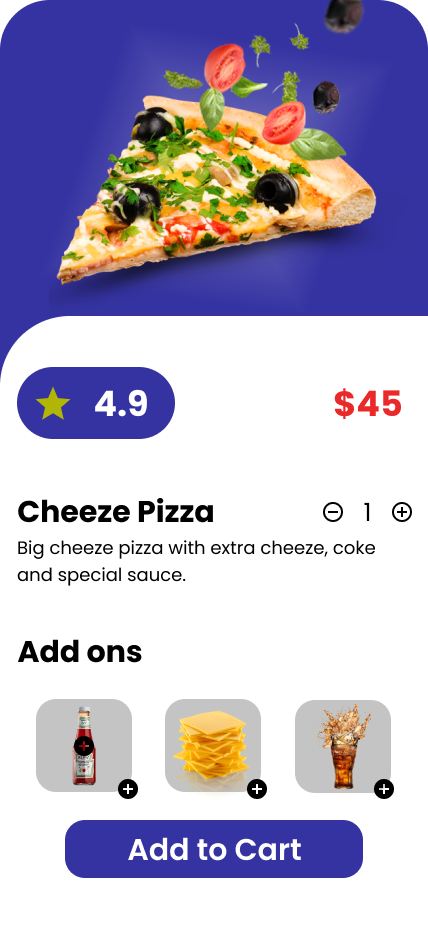 4.9
$45
Cheeze Pizza
1
Big cheeze pizza with extra cheeze, coke
and special sauce.
Add ons
Add to Cart